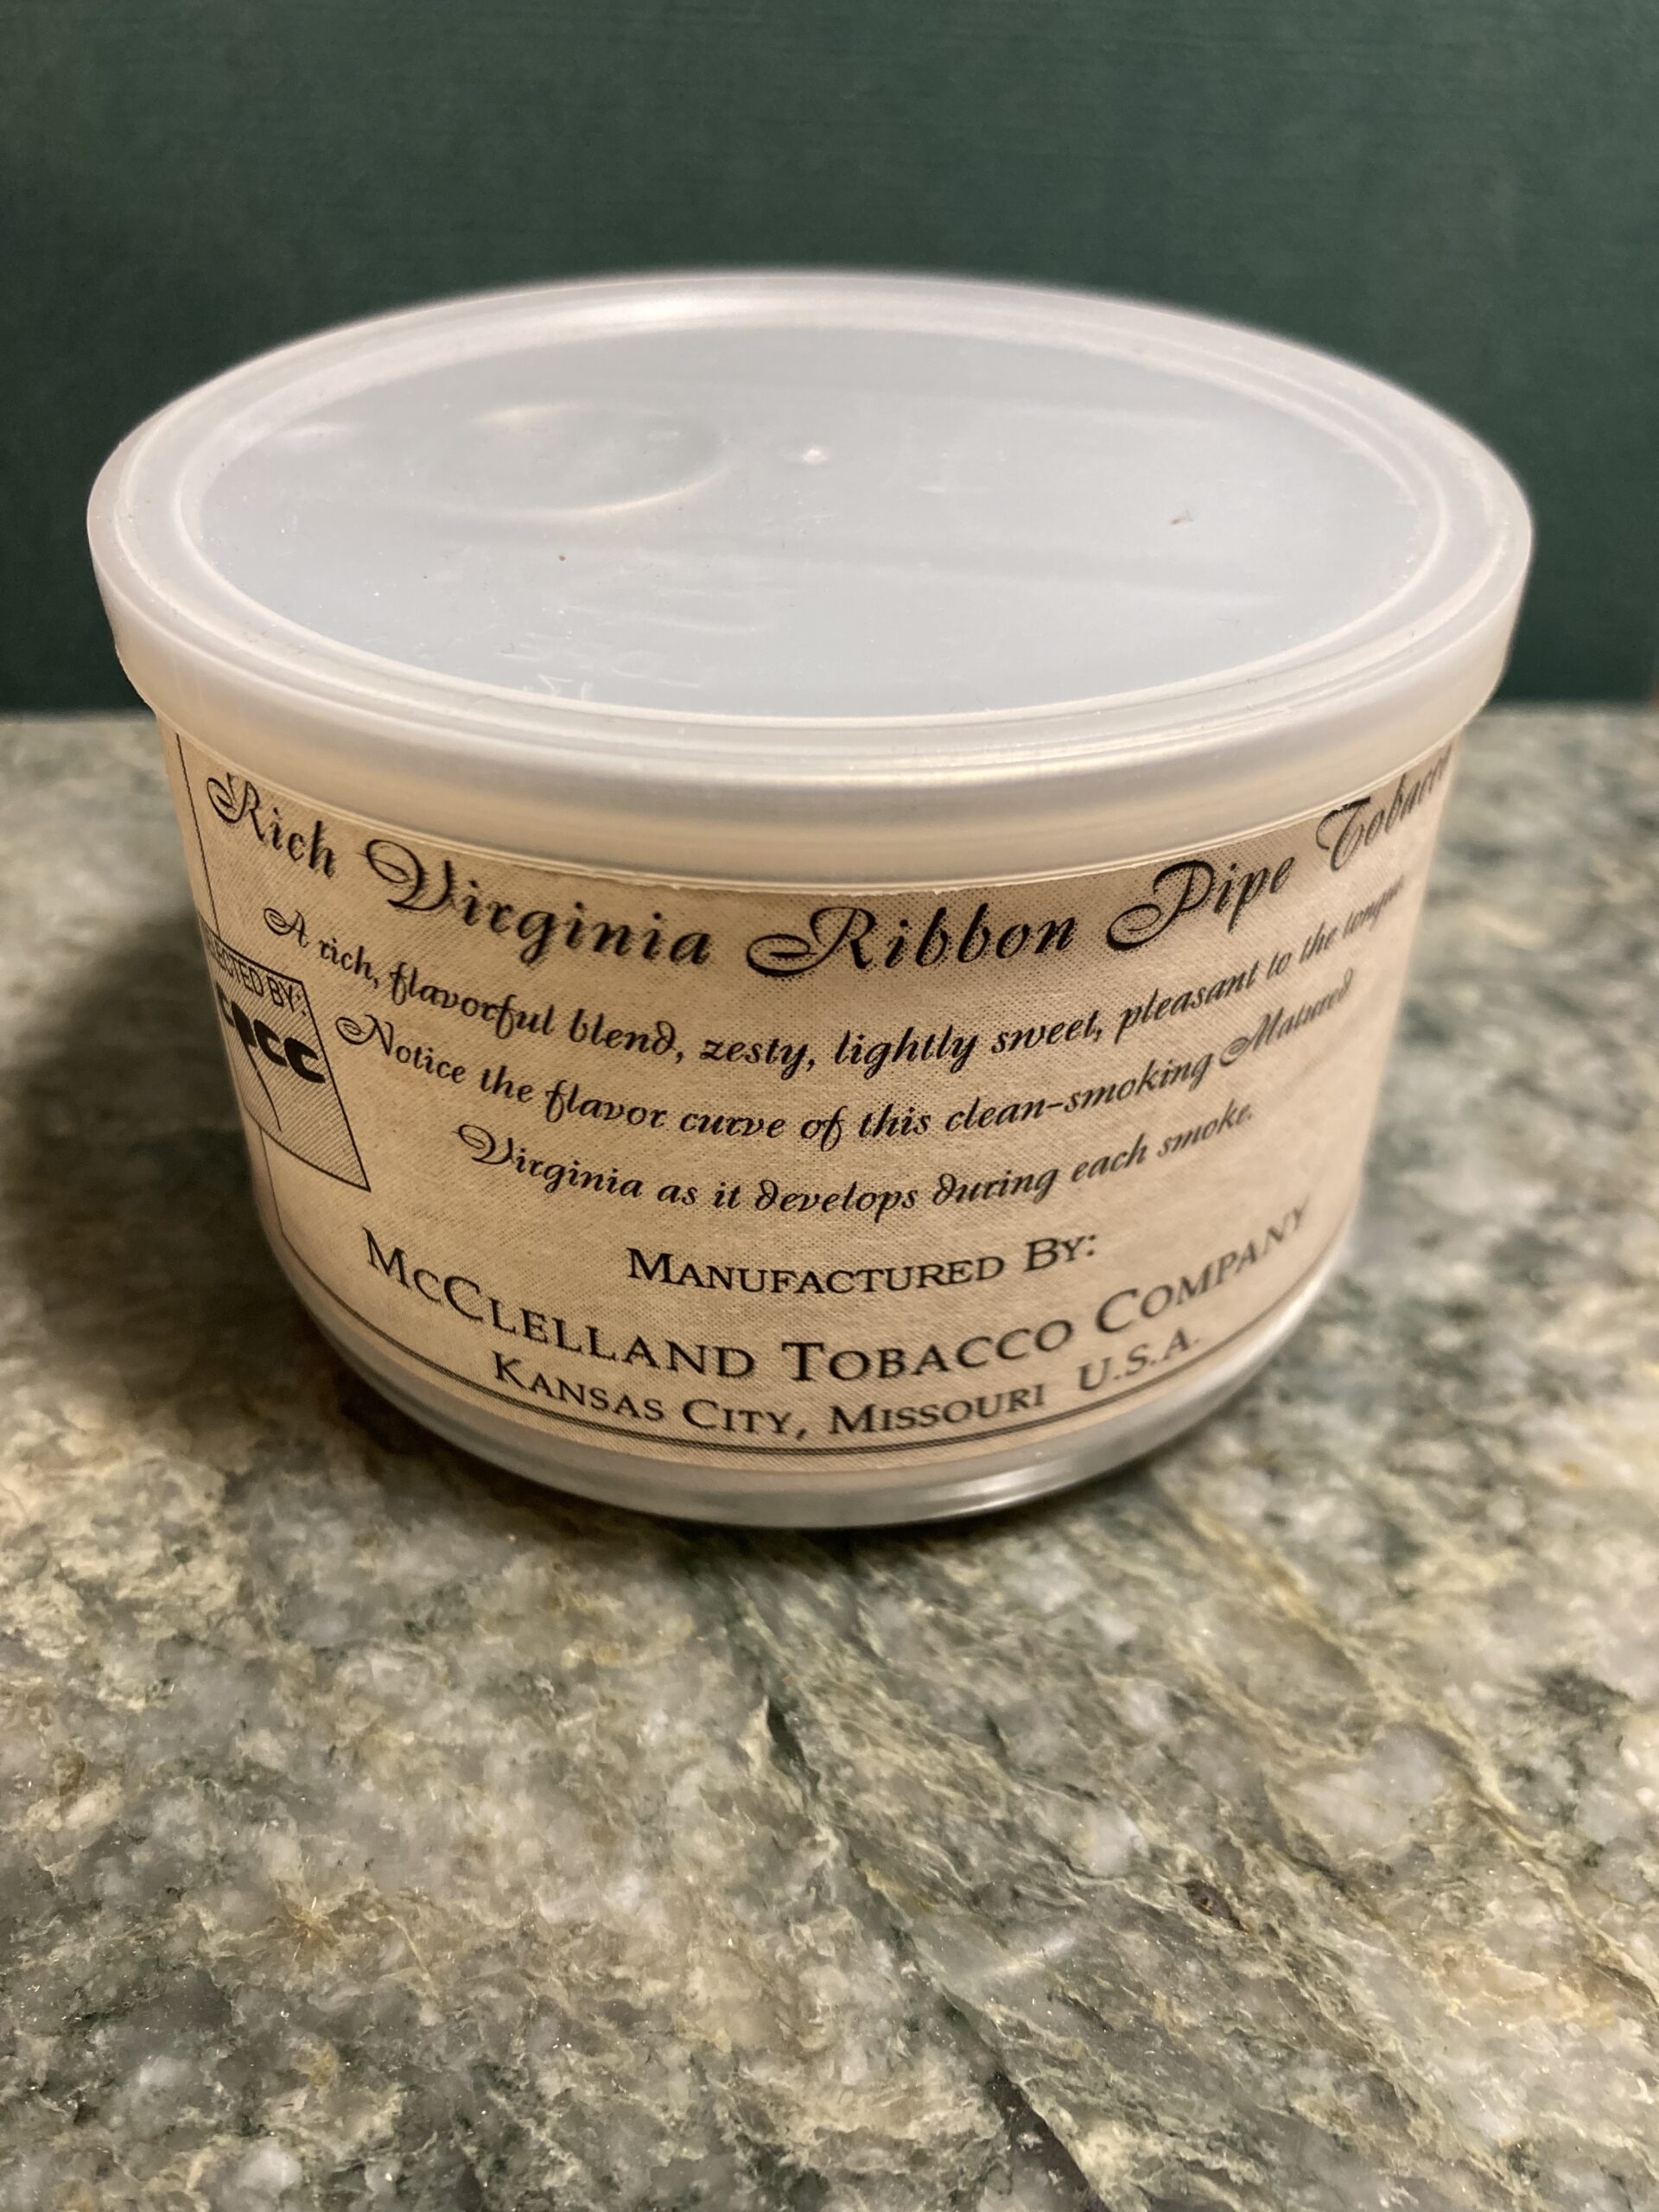 Rich Virginia Ribbon Pipe Tobacco
A rich, flavorful blend, zesty, lightly sweet, pleasant to the tongue.
Notice the flavor curve of this clean-smoking Matured
Virginia as it develops during each smoke.
MANUFACTURED BY:
MCCLELLAND TOBACCO COMPANY
KANSAS CITY, MISSOURI U.S.A.
BY: